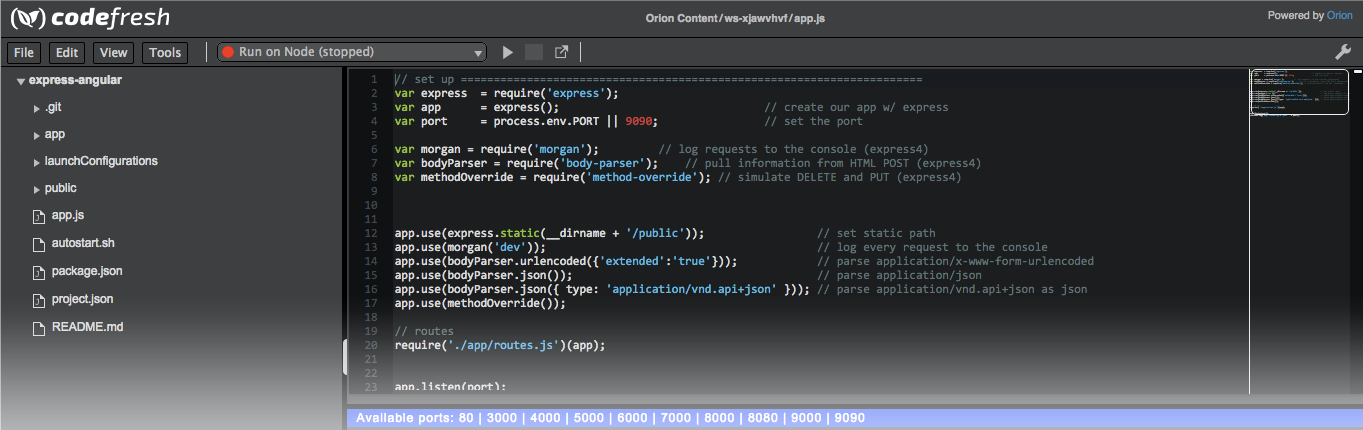 codefresh
Orion Content/ws-xjawvhvf/app.js
Powered by Orion
File Edit View Tools Run on Node (stopped)
express-angular
.git
app
launchConfigurations
public
app.js
autostart.sh
package.json
project.json
README.md
1 // set up ======================================================================
2 var express  = require('express');
3 var app      = express();                               // create our app w/ express
4 var port     = process.env.PORT || 9090;                // set the port
5
6 var morgan = require('morgan');         // log requests to the console (express4)
7 var bodyParser = require('body-parser');    // pull information from HTML POST (express4)
8 var methodOverride = require('method-override'); // simulate DELETE and PUT (express4)
9
10
11
12 app.use(express.static(__dirname + '/public'));                 // set static path
13 app.use(morgan('dev'));                                         // log every request to the console
14 app.use(bodyParser.urlencoded({'extended':'true'}));            // parse application/x-www-form-urlencoded
15 app.use(bodyParser.json());                                     // parse application/json
16 app.use(bodyParser.json({ type: 'application/vnd.api+json' })); // parse application/vnd.api+json as json
17 app.use(methodOverride());
18
19 // routes
20 require('./app/routes.js')(app);
21
22
23 app.listen(port);
Available ports: 80 | 3000 | 4000 | 5000 | 6000 | 7000 | 8000 | 8080 | 9000 | 9090